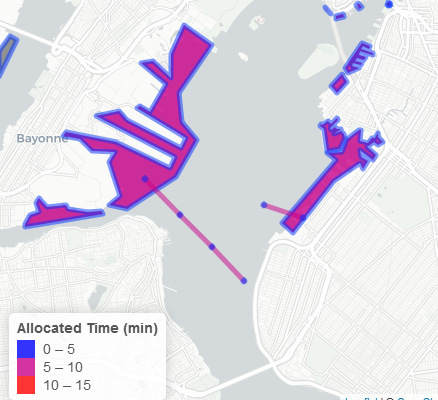 Bayonne
Allocated Time (min)
0 – 5
5 – 10
10 – 15